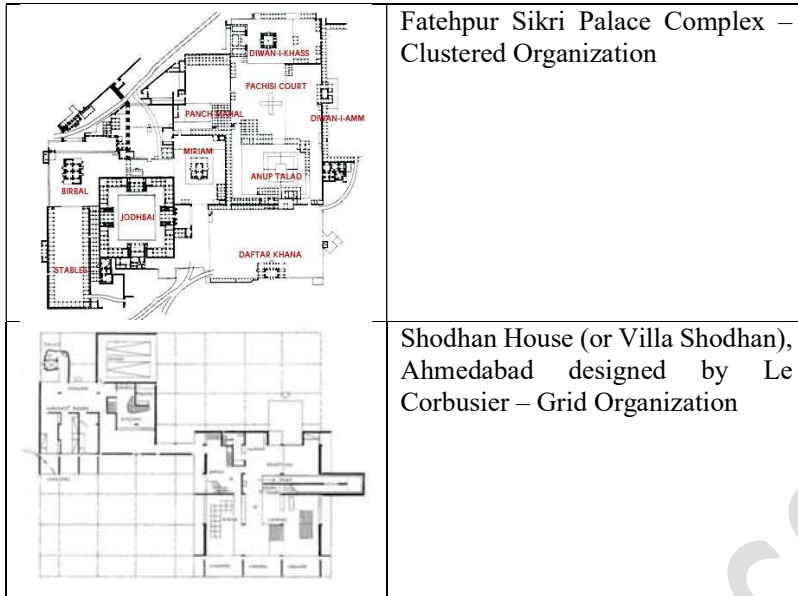 Fatehpur Sikri Palace Complex –
Clustered Organization
DIWAN-I-KHASS
PACHISI COURT
PANCH MAHAL
DIWAN-I-AMM
MIRIAM
ANUP TALAO
BIRBAL
JODHBAI
DAFTAR KHANA
STABLES
Shodhan House (or Villa Shodhan),
Ahmedabad designed by Le
Corbusier – Grid Organization